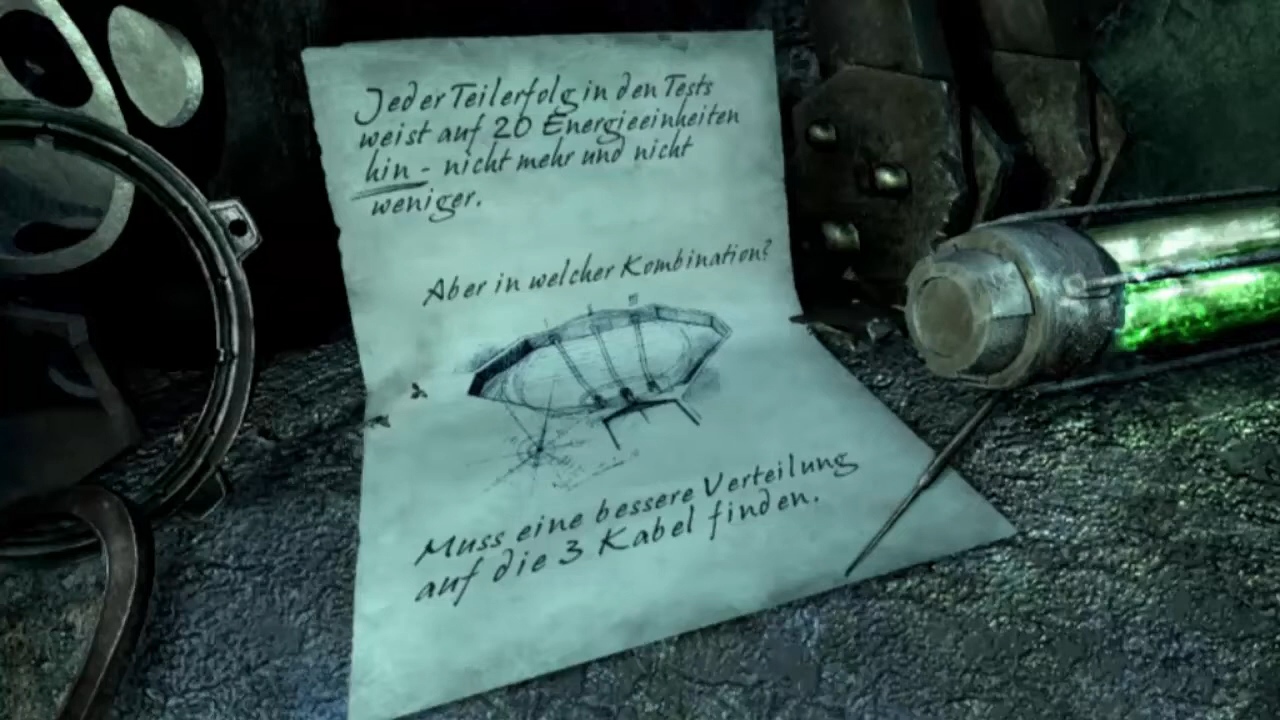 Jeder Teilerfolg in den Tests
weist auf 20 Energieeinheiten
hin - nicht mehr und nicht
weniger.
Aber in welcher Kombination?
Muss eine bessere Verteilung
auf die 3 Kabel finden.